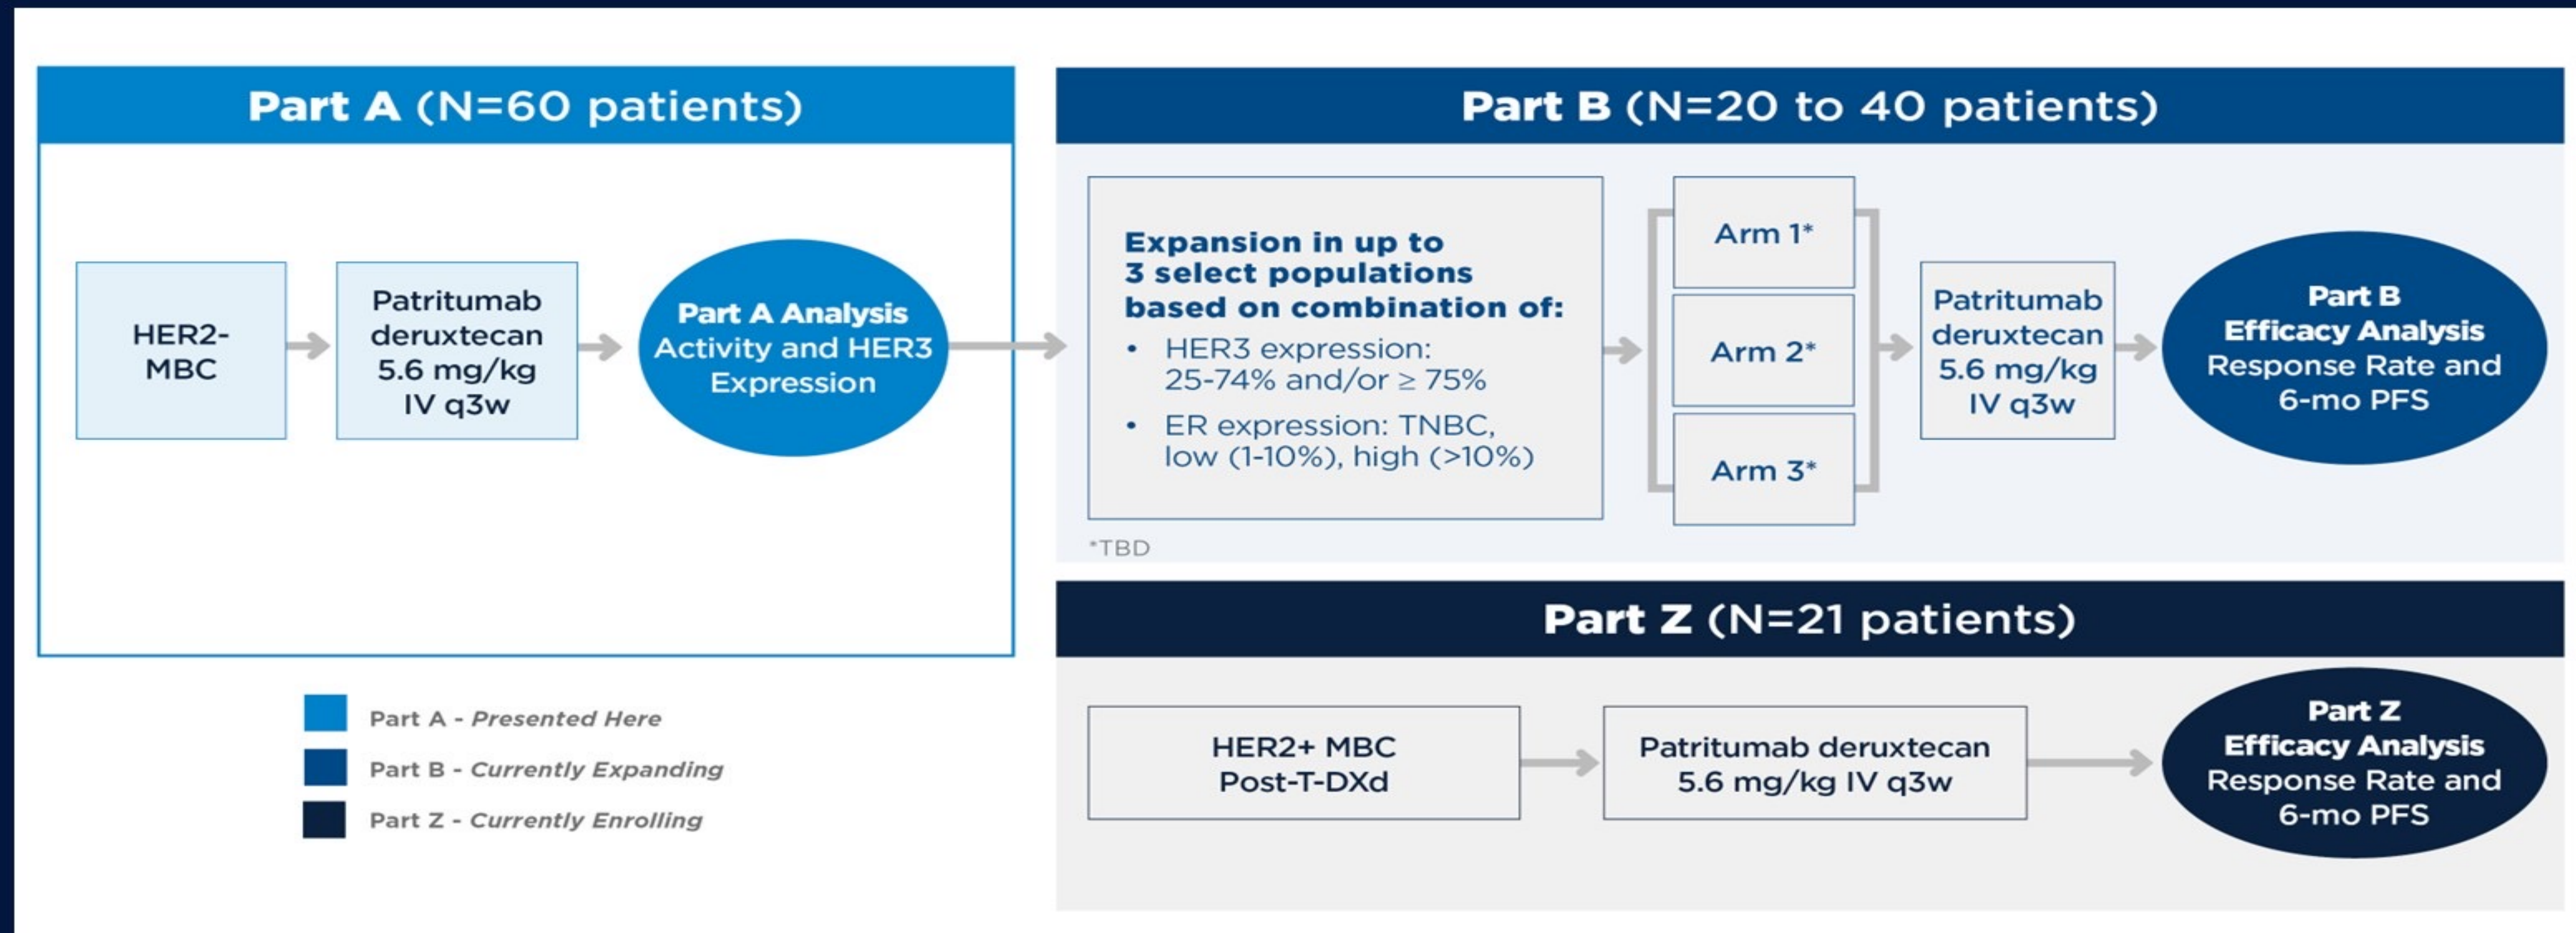 Part A (N=60 patients)
HER2-
MBC
Patritumab
deruxtecan
5.6 mg/kg
IV q3w
Part A Analysis
Activity and HER3
Expression
Part B (N=20 to 40 patients)
Expansion in up to
3 select populations
based on combination of:
• HER3 expression:
25-74% and/or ≥ 75%
• ER expression: TNBC,
low (1-10%), high (>10%)
*TBD
Arm 1*
Arm 2*
Arm 3*
Patritumab
deruxtecan
5.6 mg/kg
IV q3w
Part B
Efficacy Analysis
Response Rate and
6-mo PFS
Part Z (N=21 patients)
HER2+ MBC
Post-T-DXd
Patritumab deruxtecan
5.6 mg/kg IV q3w
Part Z
Efficacy Analysis
Response Rate and
6-mo PFS
Part A - Presented Here
Part B - Currently Expanding
Part Z - Currently Enrolling